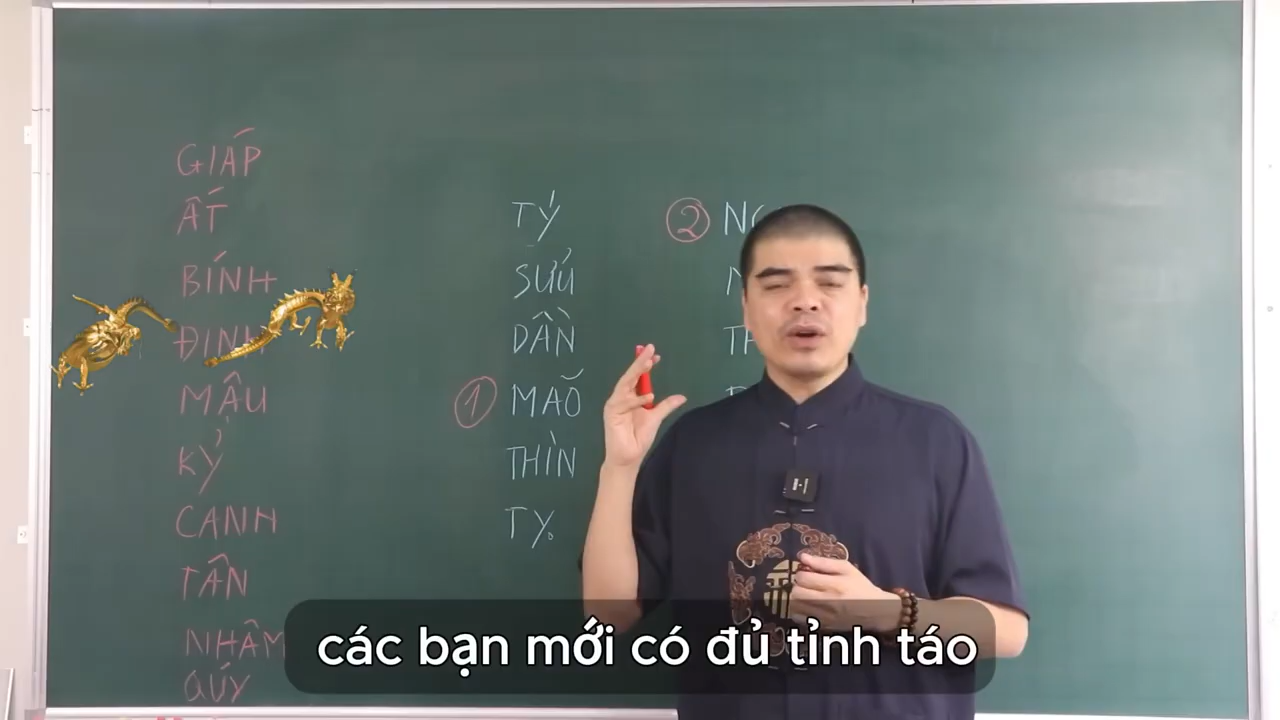 GIÁP
ẤT
BÍNH
ĐINH
MẬU
KỶ
CANH
TÂN
NHÂM
QUÝ
TÝ
SỬU
DẦN
① MÃO
THÌN
TỴ
②
các bạn mới có đủ tỉnh táo